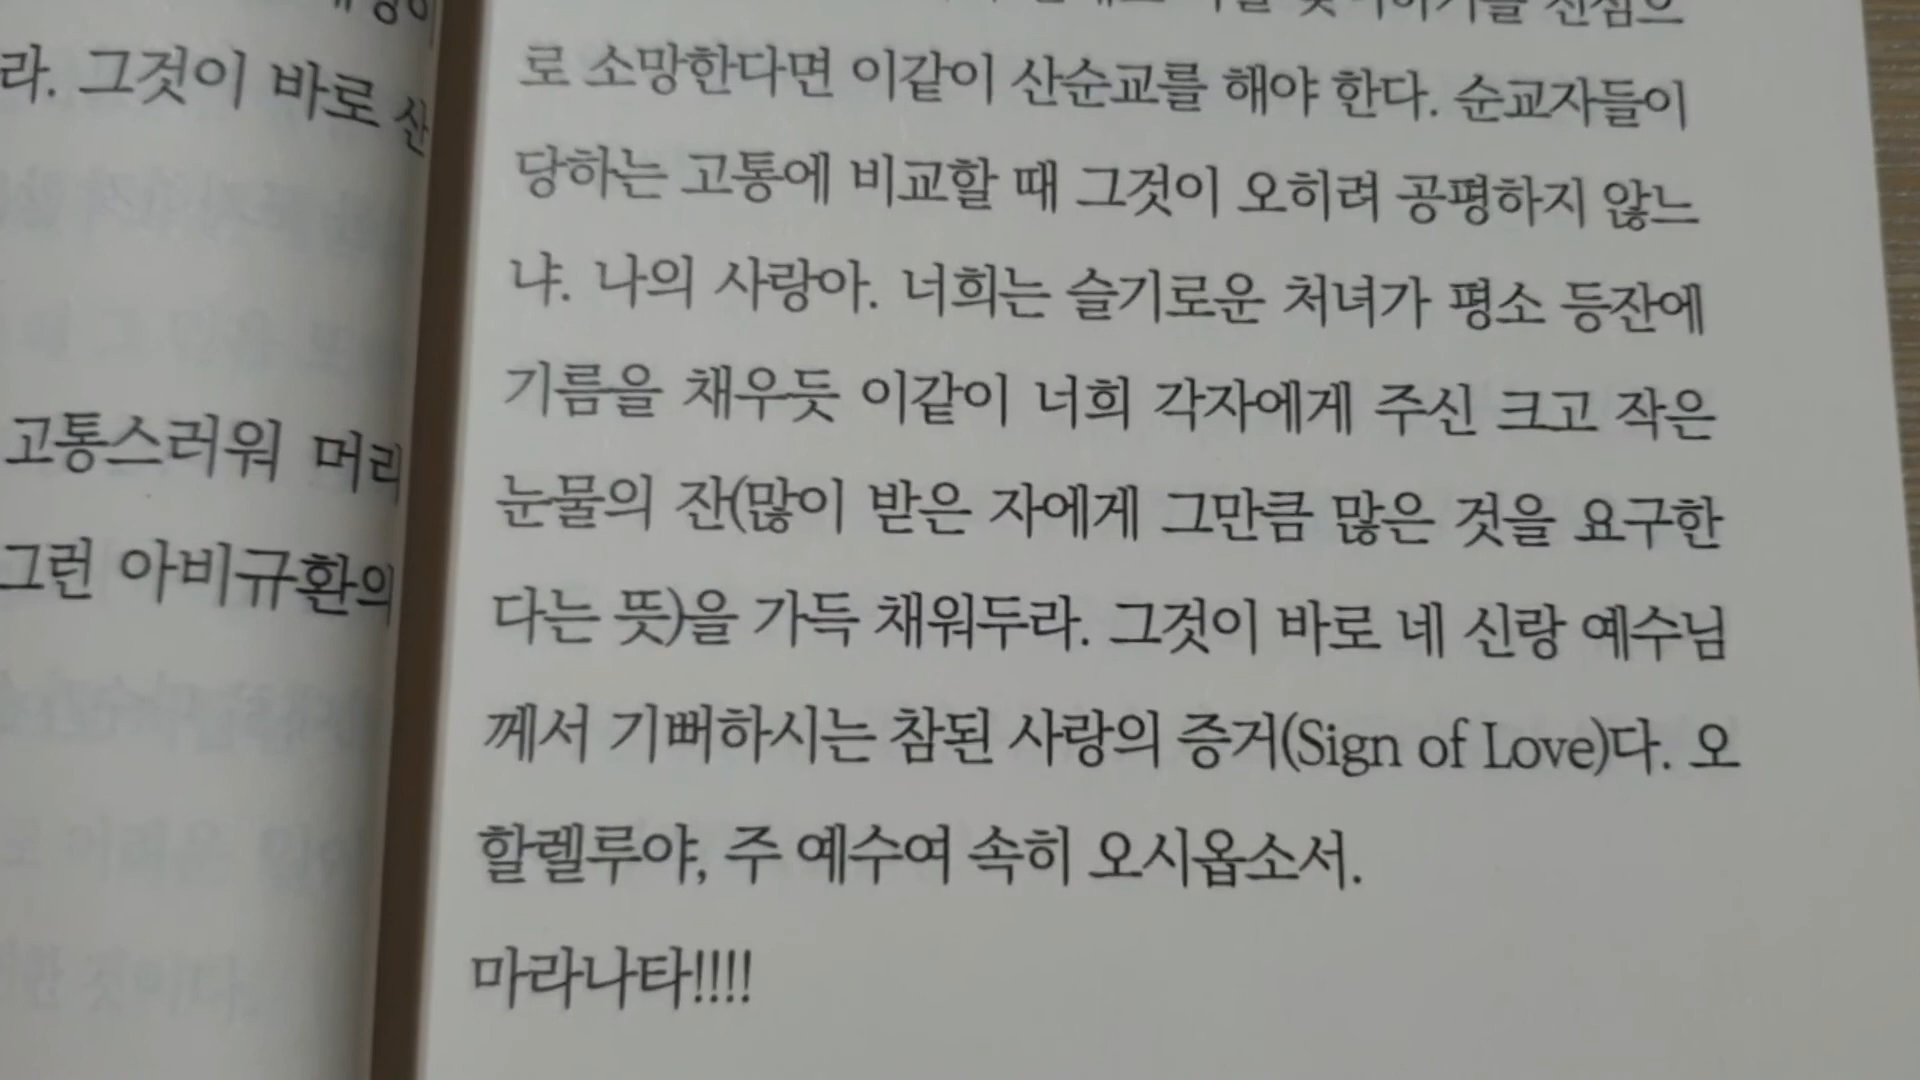 라. 그것이 바로 산
고통스러워 머리
그런 아비규환의
로 소망한다면 이같이 산순교를 해야 한다. 순교자들이
당하는 고통에 비교할 때 그것이 오히려 공평하지 않느
냐. 나의 사랑아. 너희는 슬기로운 처녀가 평소 등잔에
기름을 채우듯 이같이 너희 각자에게 주신 크고 작은
눈물의 잔(많이 받은 자에게 그만큼 많은 것을 요구한
다는 뜻)을 가득 채워두라. 그것이 바로 네 신랑 예수님
께서 기뻐하시는 참된 사랑의 증거(Sign of Love)다. 오
할렐루야, 주 예수여 속히 오시옵소서.
마라나타!!!!